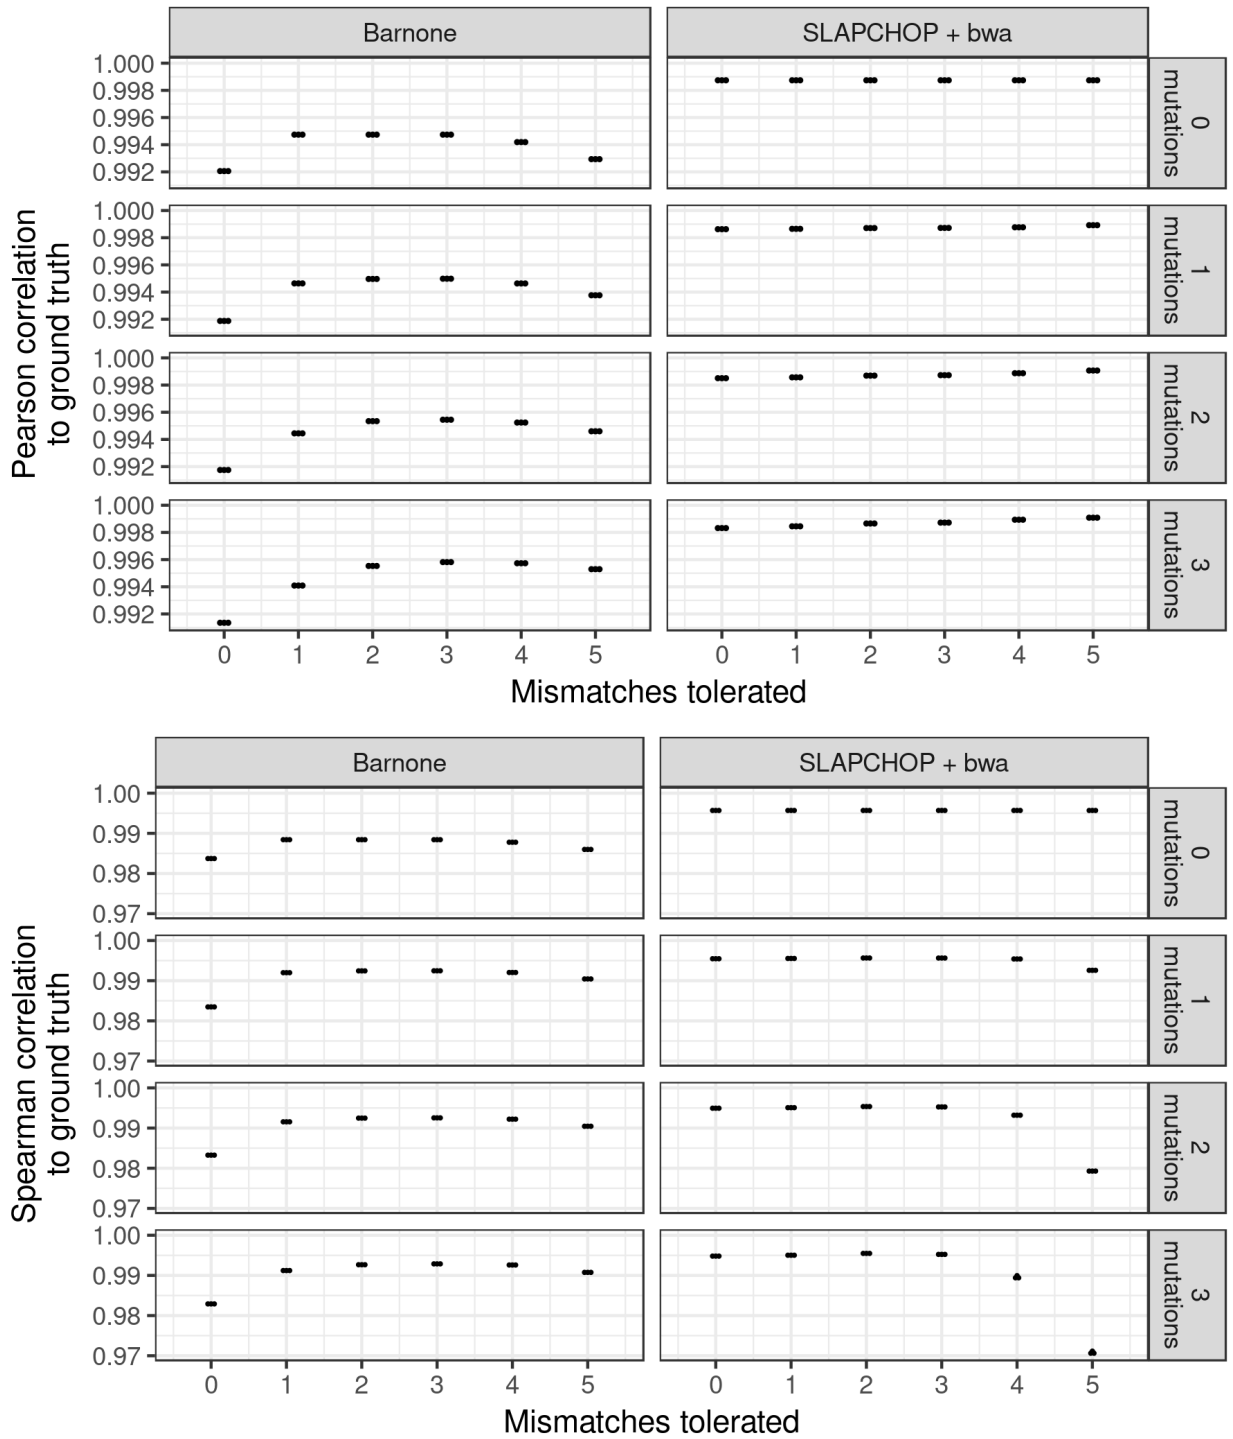 Barnone
SLAPCHOP + bwa
Pearson correlation
to ground truth
1.000
0.998
0.996
0.994
0.992
0
mutations
1.000
0.998
0.996
0.994
0.992
1
mutations
1.000
0.998
0.996
0.994
0.992
2
mutations
1.000
0.998
0.996
0.994
0.992
3
mutations
0 1 2 3 4 5
0 1 2 3 4 5
Mismatches tolerated
Barnone
SLAPCHOP + bwa
Spearman correlation
to ground truth
1.00
0.99
0.98
0.97
0
mutations
1.00
0.99
0.98
0.97
1
mutations
1.00
0.99
0.98
0.97
2
mutations
1.00
0.99
0.98
0.97
3
mutations
0 1 2 3 4 5
0 1 2 3 4 5
Mismatches tolerated